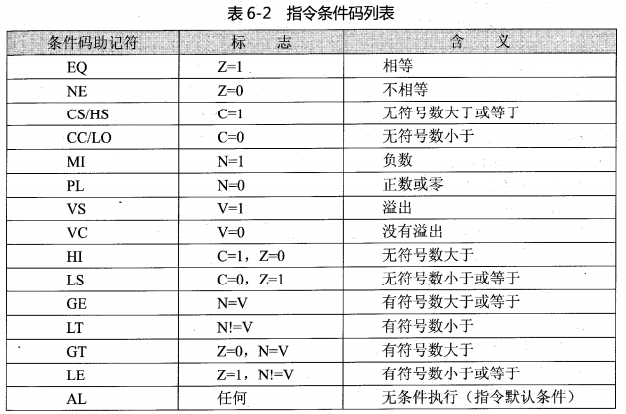 表 6-2 指令条件码列表
条件码助记符 标 志 含 义
EQ Z=1 相等
NE Z=0 不相等
CS/HS C=1 无符号数大于或等于
CC/LO C=0 无符号数小于
MI N=1 负数
PL N=0 正数或零
VS V=1 溢出
VC V=0 没有溢出
HI C=1，Z=0 无符号数大于
LS C=0，Z=1 无符号数小于或等于
GE N=V 有符号数大于或等于
LT N!=V 有符号数小于
GT Z=0，N=V 有符号数大于
LE Z=1，N!=V 有符号数小于或等于
AL 任何 无条件执行（指令默认条件）